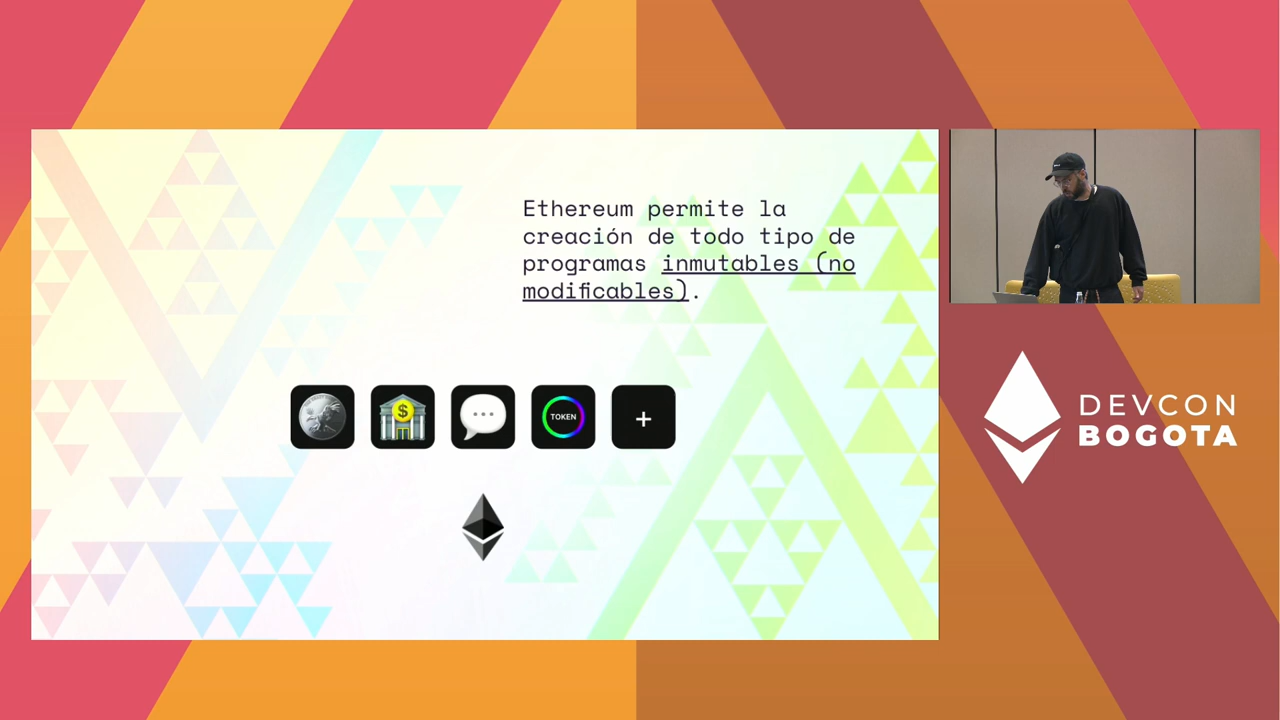 Ethereum permite la
creación de todo tipo de
programas inmutables (no
modificables).
$
TOKEN
+
DEVCON
BOGOTA